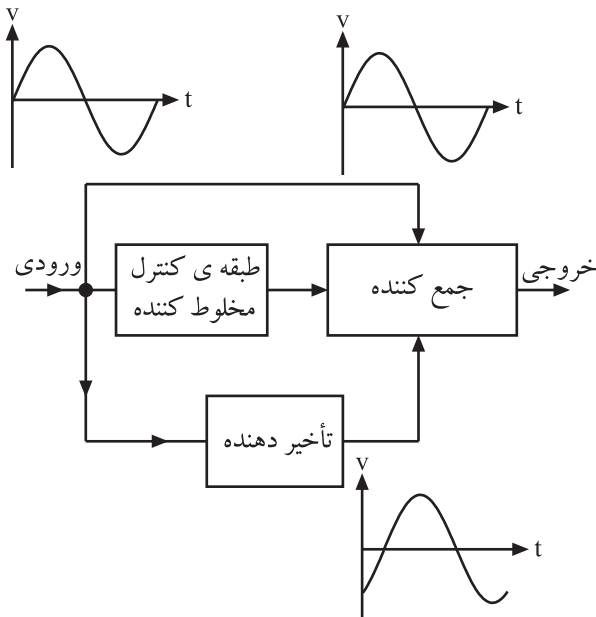 v
t
v
t
ورودی
طبقه ی کنترل
مخلوط کننده
جمع کننده
خروجی
تأخیر دهنده
v
t